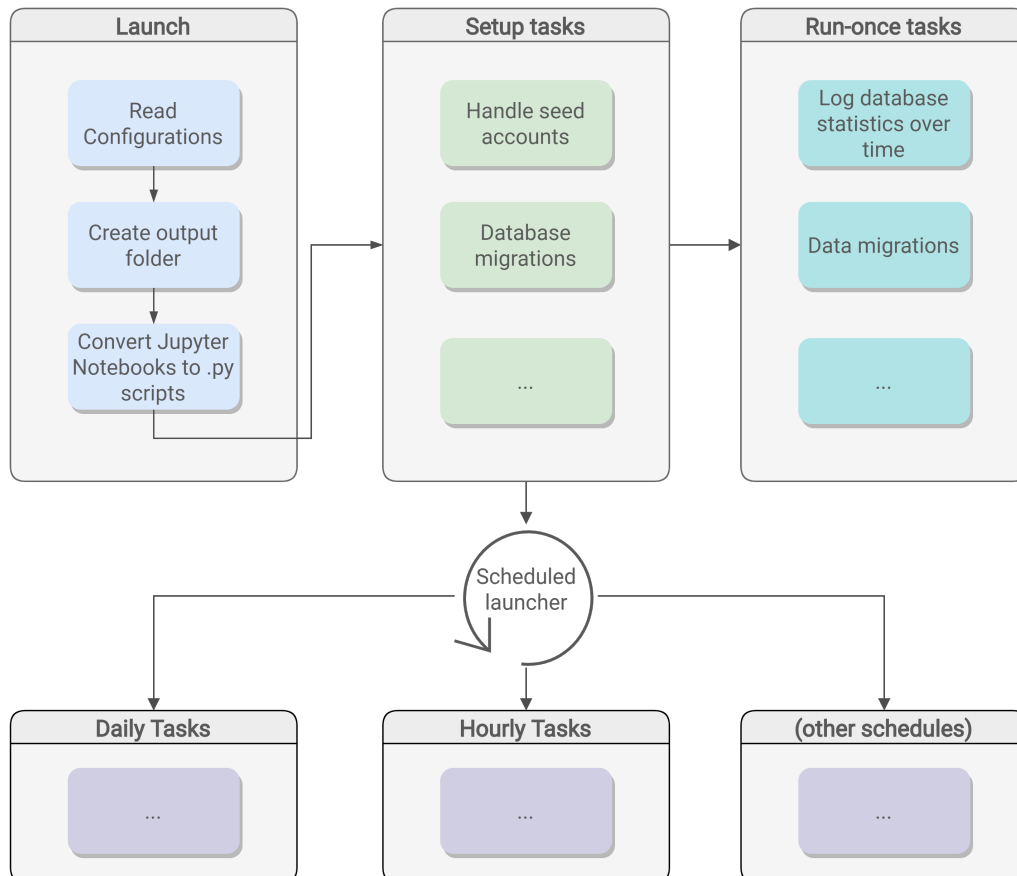 Launch
Read
Configurations
Create output
folder
Convert Jupyter
Notebooks to .py
scripts
Setup tasks
Handle seed
accounts
Database
migrations
...
Run-once tasks
Log database
statistics over
time
Data migrations
...
Scheduled
launcher
Daily Tasks
...
Hourly Tasks
...
(other schedules)
...